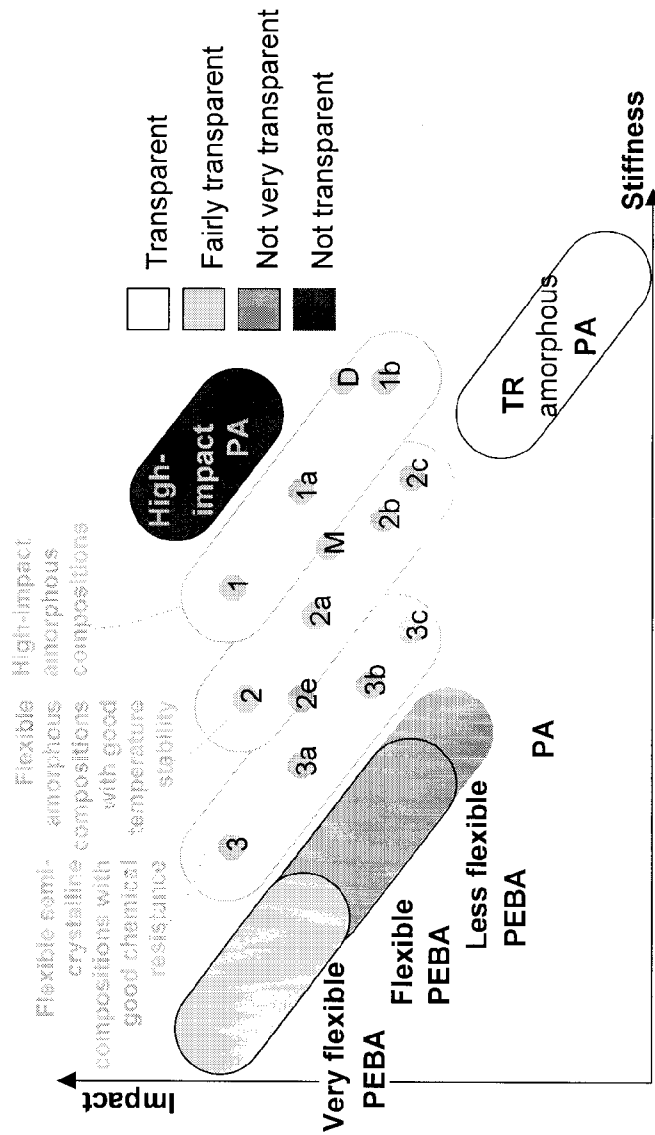 Impact
Flexible semi-
crystalline
compositions with
good chemical
resistance
Flexible
amorphous
compositions
with good
temperature
stability
High-impact
amorphous
compositions
High-
impact
PA
Transparent
Fairly transparent
Not very transparent
Not transparent
1
1a
D
1b
2
2a
M
2b
2c
2e
3
3a
3b
3c
TR
amorphous
PA
Very flexible
PEBA
Flexible
PEBA
Less flexible
PEBA
PA
Stiffness